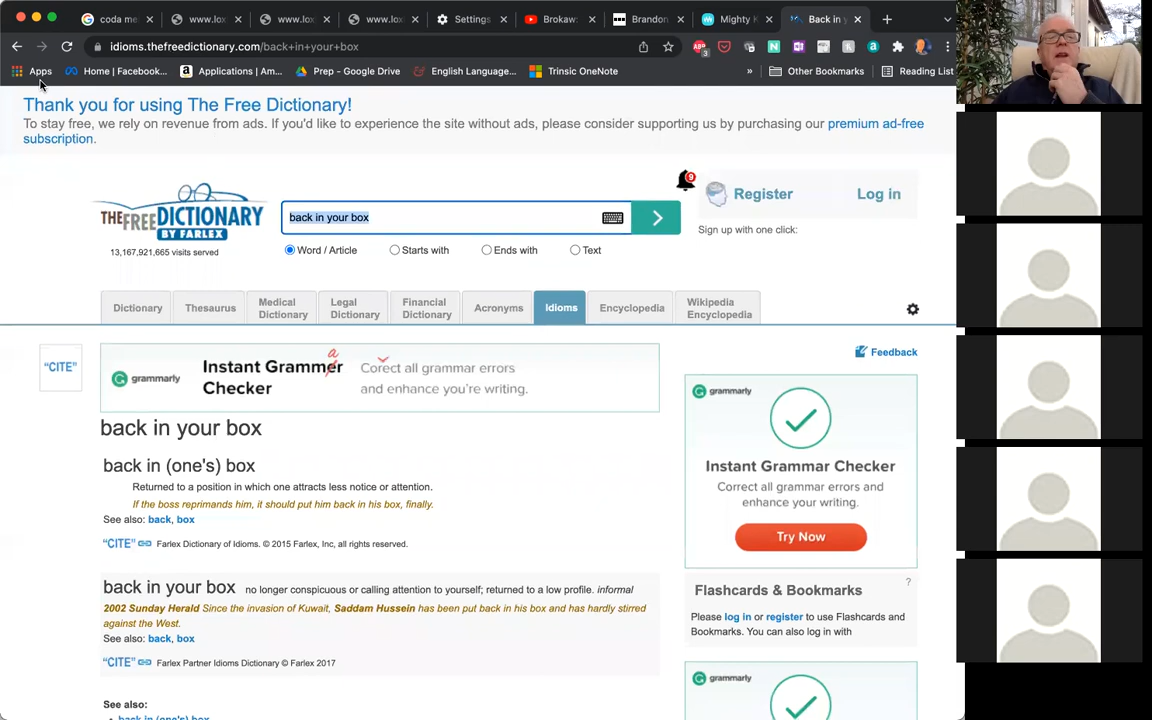 coda me
www.lox
www.lox
www.lox
Settings
Brokaw:
Brandon
Mighty K
Back in y
idioms.thefreedictionary.com/back+in+your+box
3
Apps
Home | Facebook...
Applications | Am...
Prep - Google Drive
English Language...
Trinsic OneNote
»
Other Bookmarks
Reading List
Thank you for using The Free Dictionary!
To stay free, we rely on revenue from ads. If you'd like to experience the site without ads, please consider supporting us by purchasing our premium ad-free
subscription.
THE FREE DICTIONARY
BY FARLEX
13,167,921,665 visits served
back in your box
Word / Article
Starts with
Ends with
Text
9
Register
Log in
Sign up with one click:
Dictionary
Thesaurus
Medical
Dictionary
Legal
Dictionary
Financial
Dictionary
Acronyms
Idioms
Encyclopedia
Wikipedia
Encyclopedia
"CITE"
grammarly
Instant Grammer
a
Checker
Corect all grammar errors
and enhance you're writing.
Feedback
back in your box
back in (one's) box
Returned to a position in which one attracts less notice or attention.
If the boss reprimands him, it should put him back in his box, finally.
See also: back, box
"CITE" Farlex Dictionary of Idioms. © 2015 Farlex, Inc, all rights reserved.
back in your box no longer conspicuous or calling attention to yourself; returned to a low profile. informal
2002 Sunday Herald Since the invasion of Kuwait, Saddam Hussein has been put back in his box and has hardly stirred
against the West.
See also: back, box
"CITE" Farlex Partner Idioms Dictionary © Farlex 2017
See also:
back in (one's) box
grammarly
Instant Grammar Checker
Correct all grammar errors and
enhance your writing.
Try Now
Flashcards & Bookmarks
?
Please log in or register to use Flashcards and
Bookmarks. You can also log in with
grammarly